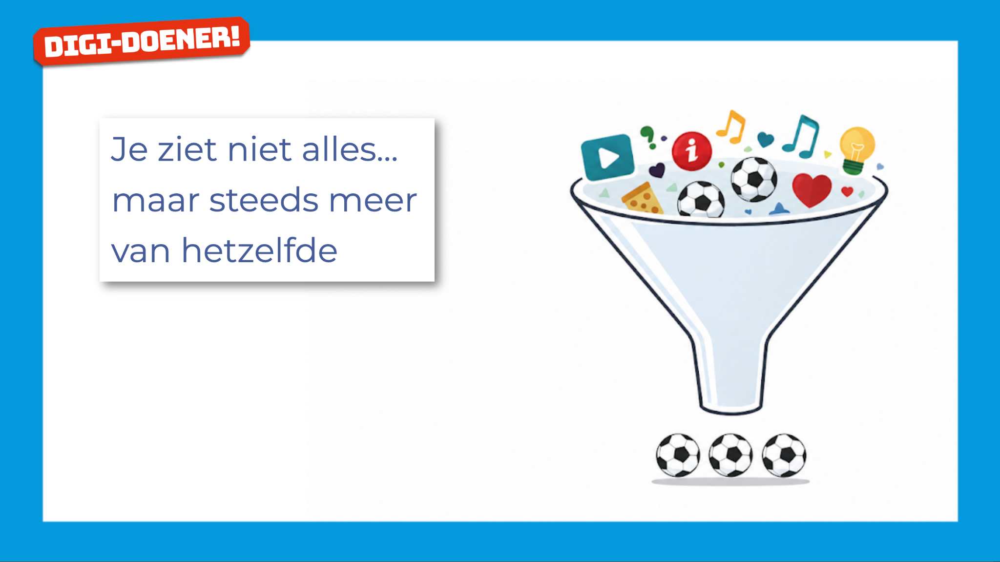 DIGI-DOENER!
Je ziet niet alles...
maar steeds meer
van hetzelfde